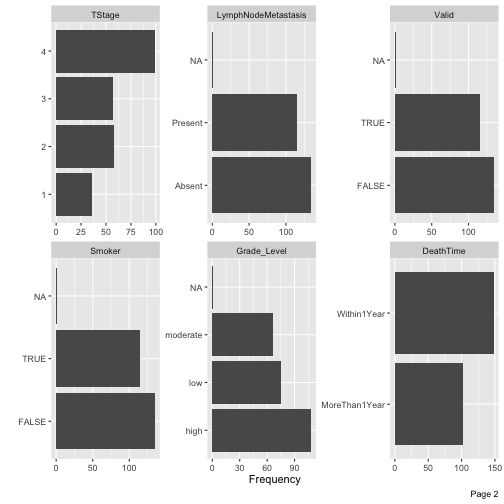 TStage
4
3
2
1
0 25 50 75 100
LymphNodeMetastasis
NA
Present
Absent
0 50 100
Valid
NA
TRUE
FALSE
0 50 100
Smoker
NA
TRUE
FALSE
0 50 100
Grade_Level
NA
moderate
low
high
0 30 60 90
DeathTime
Within1Year
MoreThan1Year
0 50 100 150
Frequency
Page 2